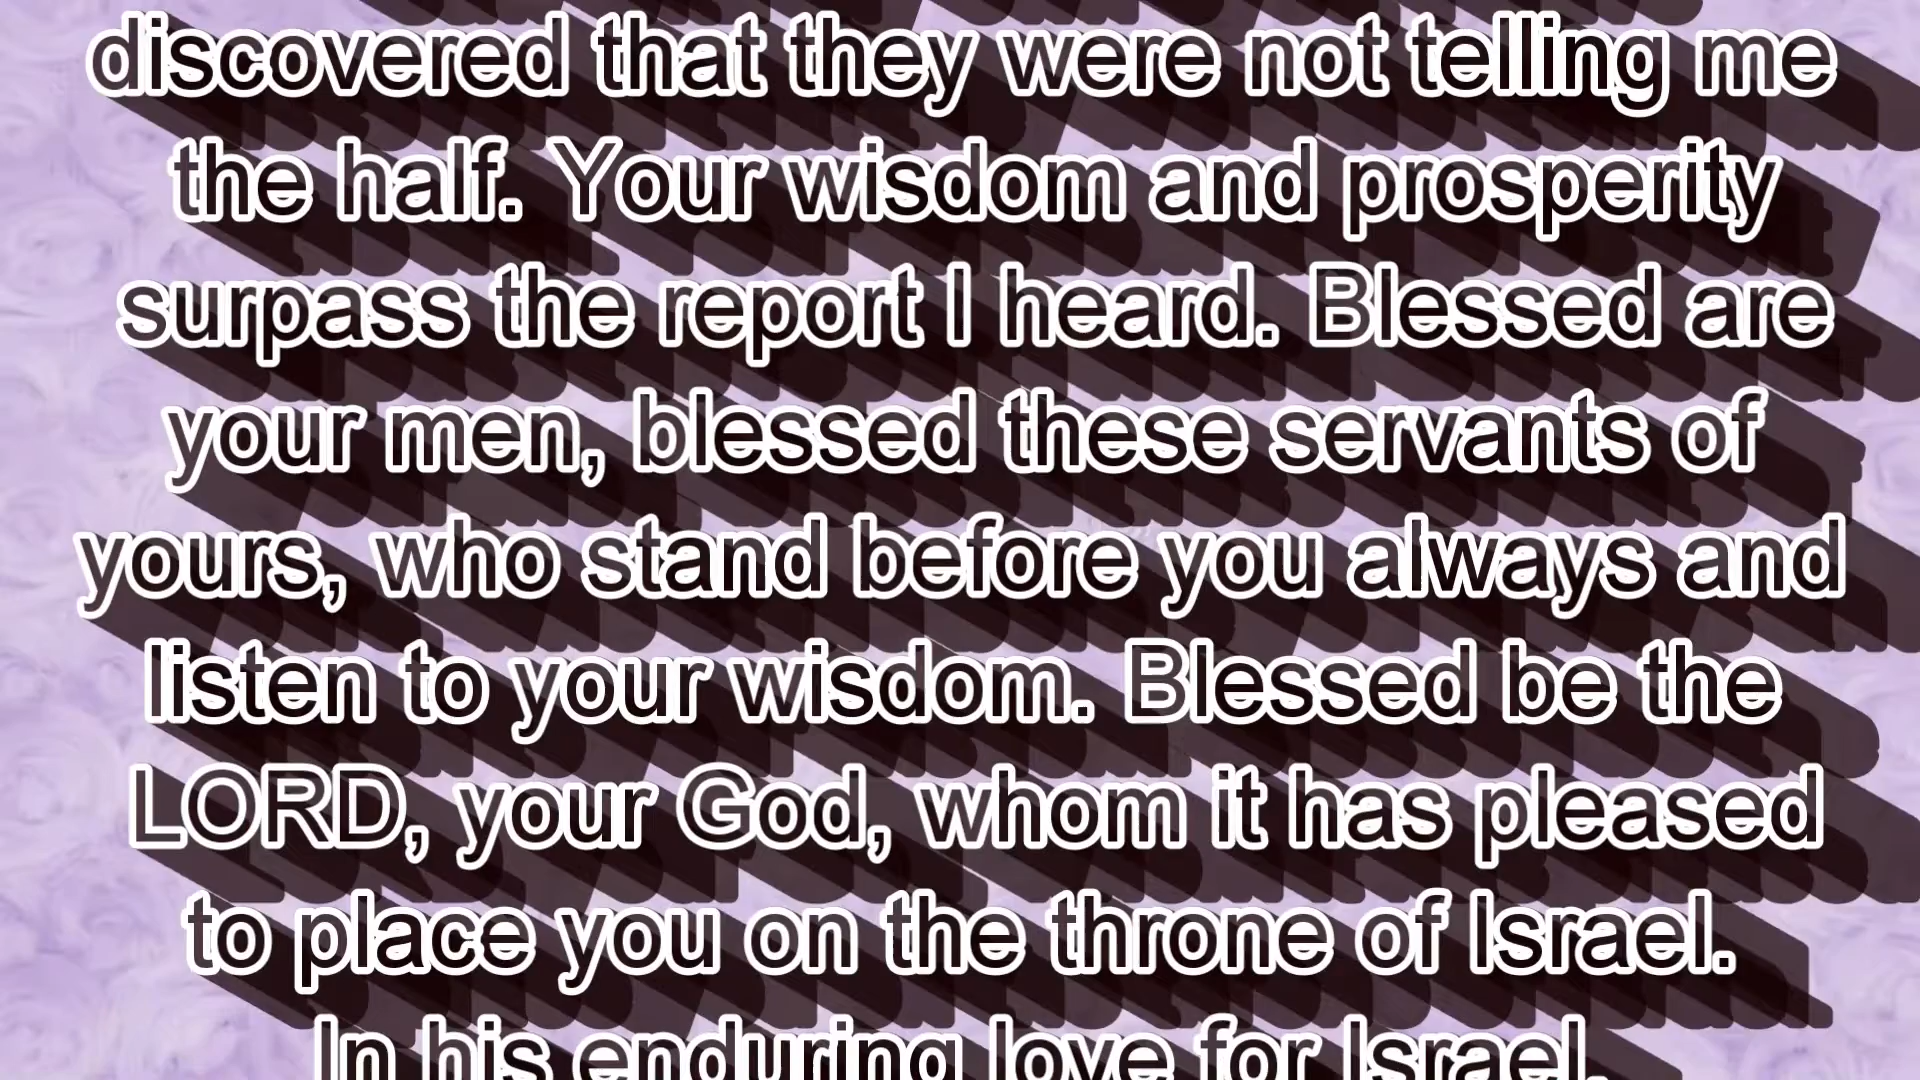 discovered that they were not telling me
the half. Your wisdom and prosperity
surpass the report I heard. Blessed are
your men, blessed these servants of
yours, who stand before you always and
listen to your wisdom. Blessed be the
LORD, your God, whom it has pleased
to place you on the throne of Israel.
In his enduring love for Israel,